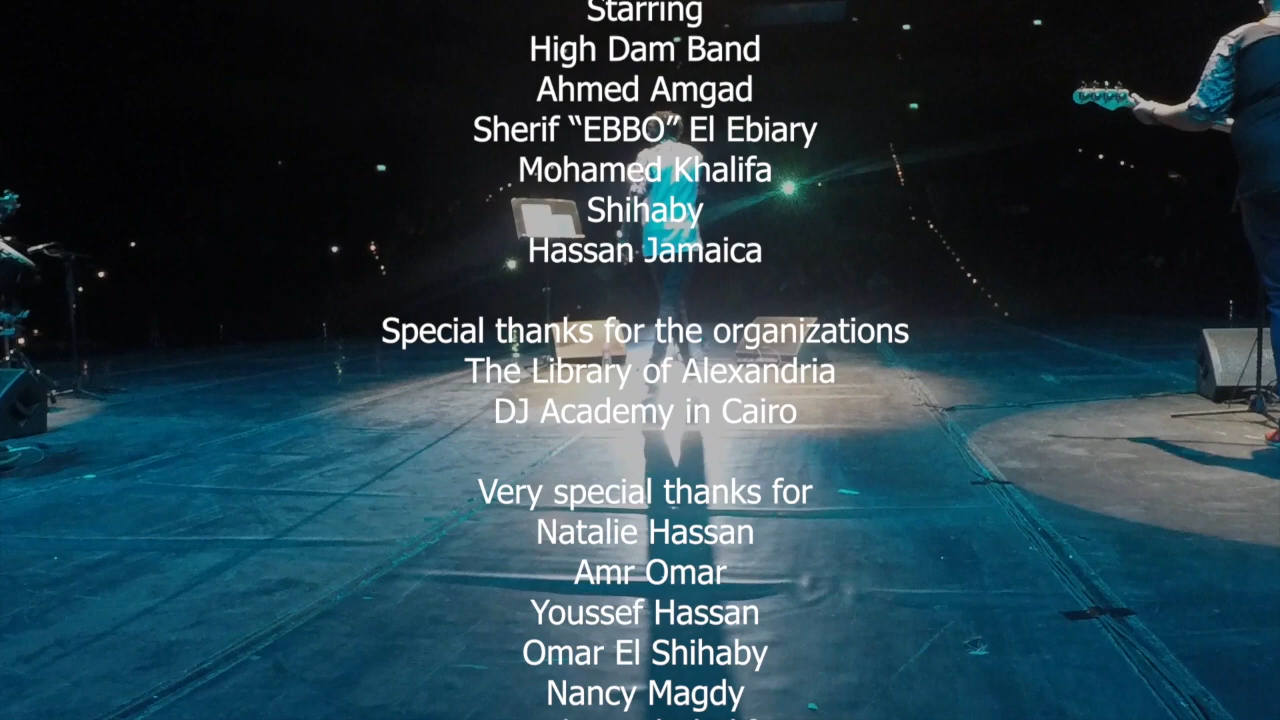 Starring
High Dam Band
Ahmed Amgad
Sherif “EBBO” El Ebiary
Mohamed Khalifa
Shihaby
Hassan Jamaica
Special thanks for the organizations
The Library of Alexandria
DJ Academy in Cairo
Very special thanks for
Natalie Hassan
Amr Omar
Youssef Hassan
Omar El Shihaby
Nancy Magdy